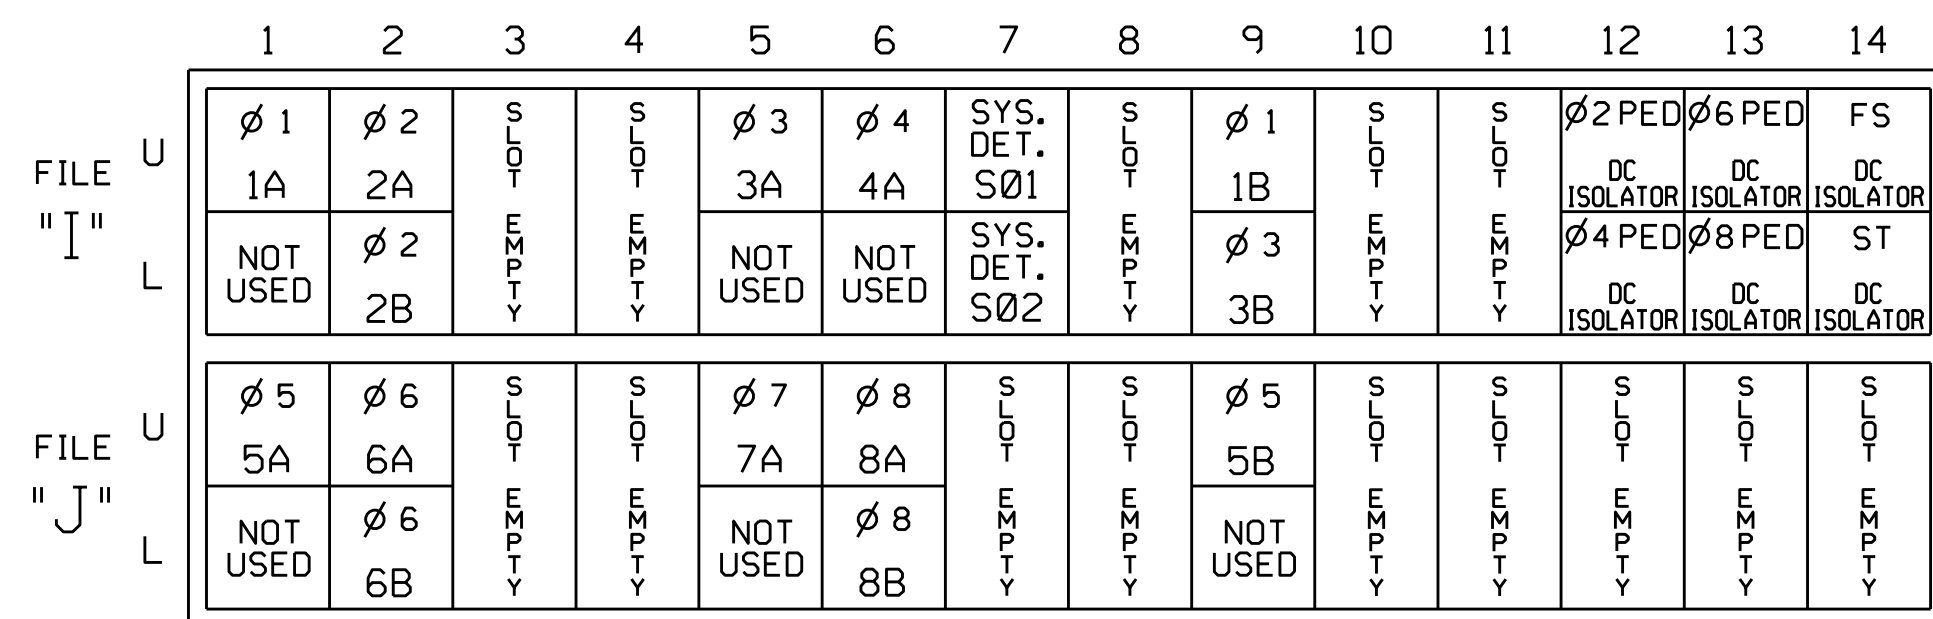 1 2 3 4 5 6 7 8 9 10 11 12 13 14
FILE "I"
U
Ø 1 1A
Ø 2 2A
SLOT EMPTY
SLOT EMPTY
Ø 3 3A
Ø 4 4A
SYS. DET. SØ1
SLOT EMPTY
Ø 1 1B
SLOT EMPTY
SLOT EMPTY
Ø2 PED DC ISOLATOR
Ø6 PED DC ISOLATOR
FS DC ISOLATOR
L
NOT USED
Ø 2 2B
NOT USED
NOT USED
SYS. DET. SØ2
Ø 3 3B
Ø4 PED DC ISOLATOR
Ø8 PED DC ISOLATOR
ST DC ISOLATOR
FILE "J"
U
Ø 5 5A
Ø 6 6A
SLOT EMPTY
SLOT EMPTY
Ø 7 7A
Ø 8 8A
SLOT EMPTY
SLOT EMPTY
Ø 5 5B
SLOT EMPTY
SLOT EMPTY
SLOT EMPTY
SLOT EMPTY
SLOT EMPTY
L
NOT USED
Ø 6 6B
NOT USED
Ø 8 8B
NOT USED